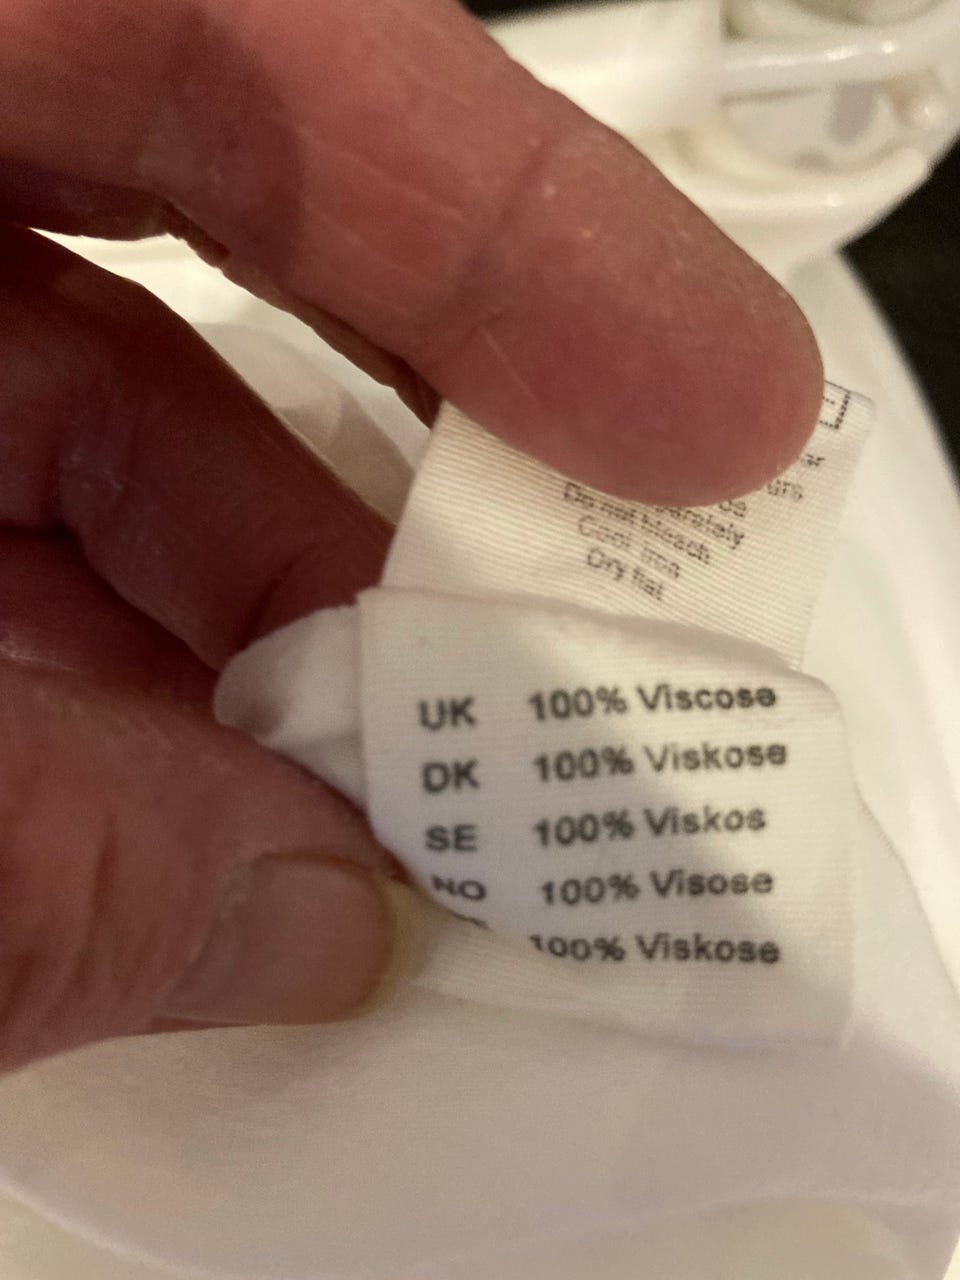 Do not bleach
Cool iron
Dry flat
UK 100% Viscose
DK 100% Viskose
SE 100% Viskos
NO 100% Visose
100% Viskose